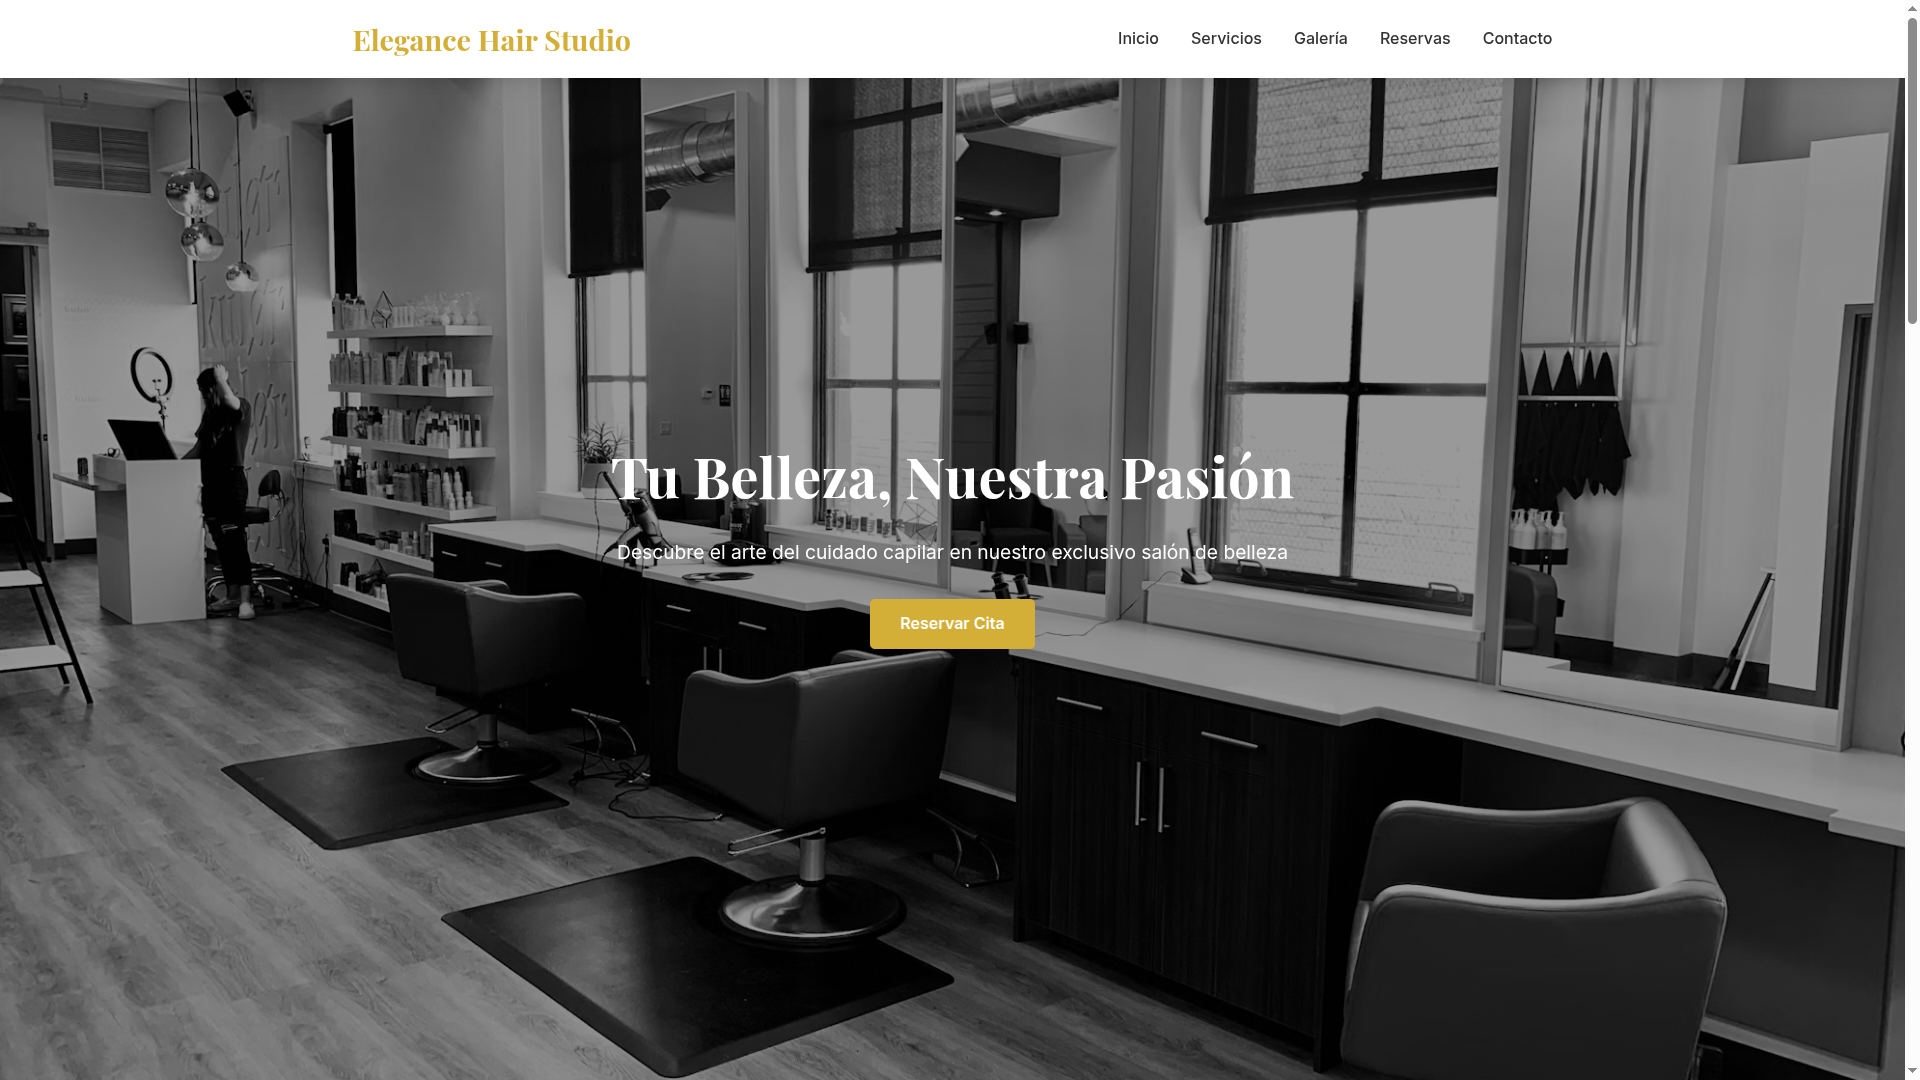 Elegance Hair Studio
Inicio Servicios Galería Reservas Contacto
Tu Belleza, Nuestra Pasión
Descubre el arte del cuidado capilar en nuestro exclusivo salón de belleza
Reservar Cita